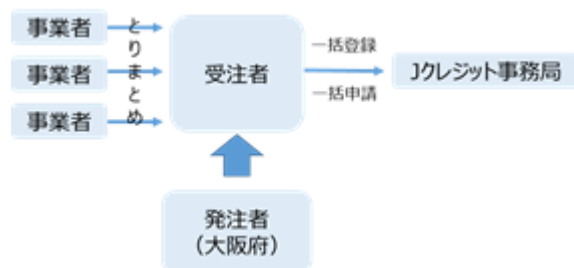 事業者
事業者
事業者
とりまとめ
受注者
一括登録
一括申請
Jクレジット事務局
発注者
（大阪府）